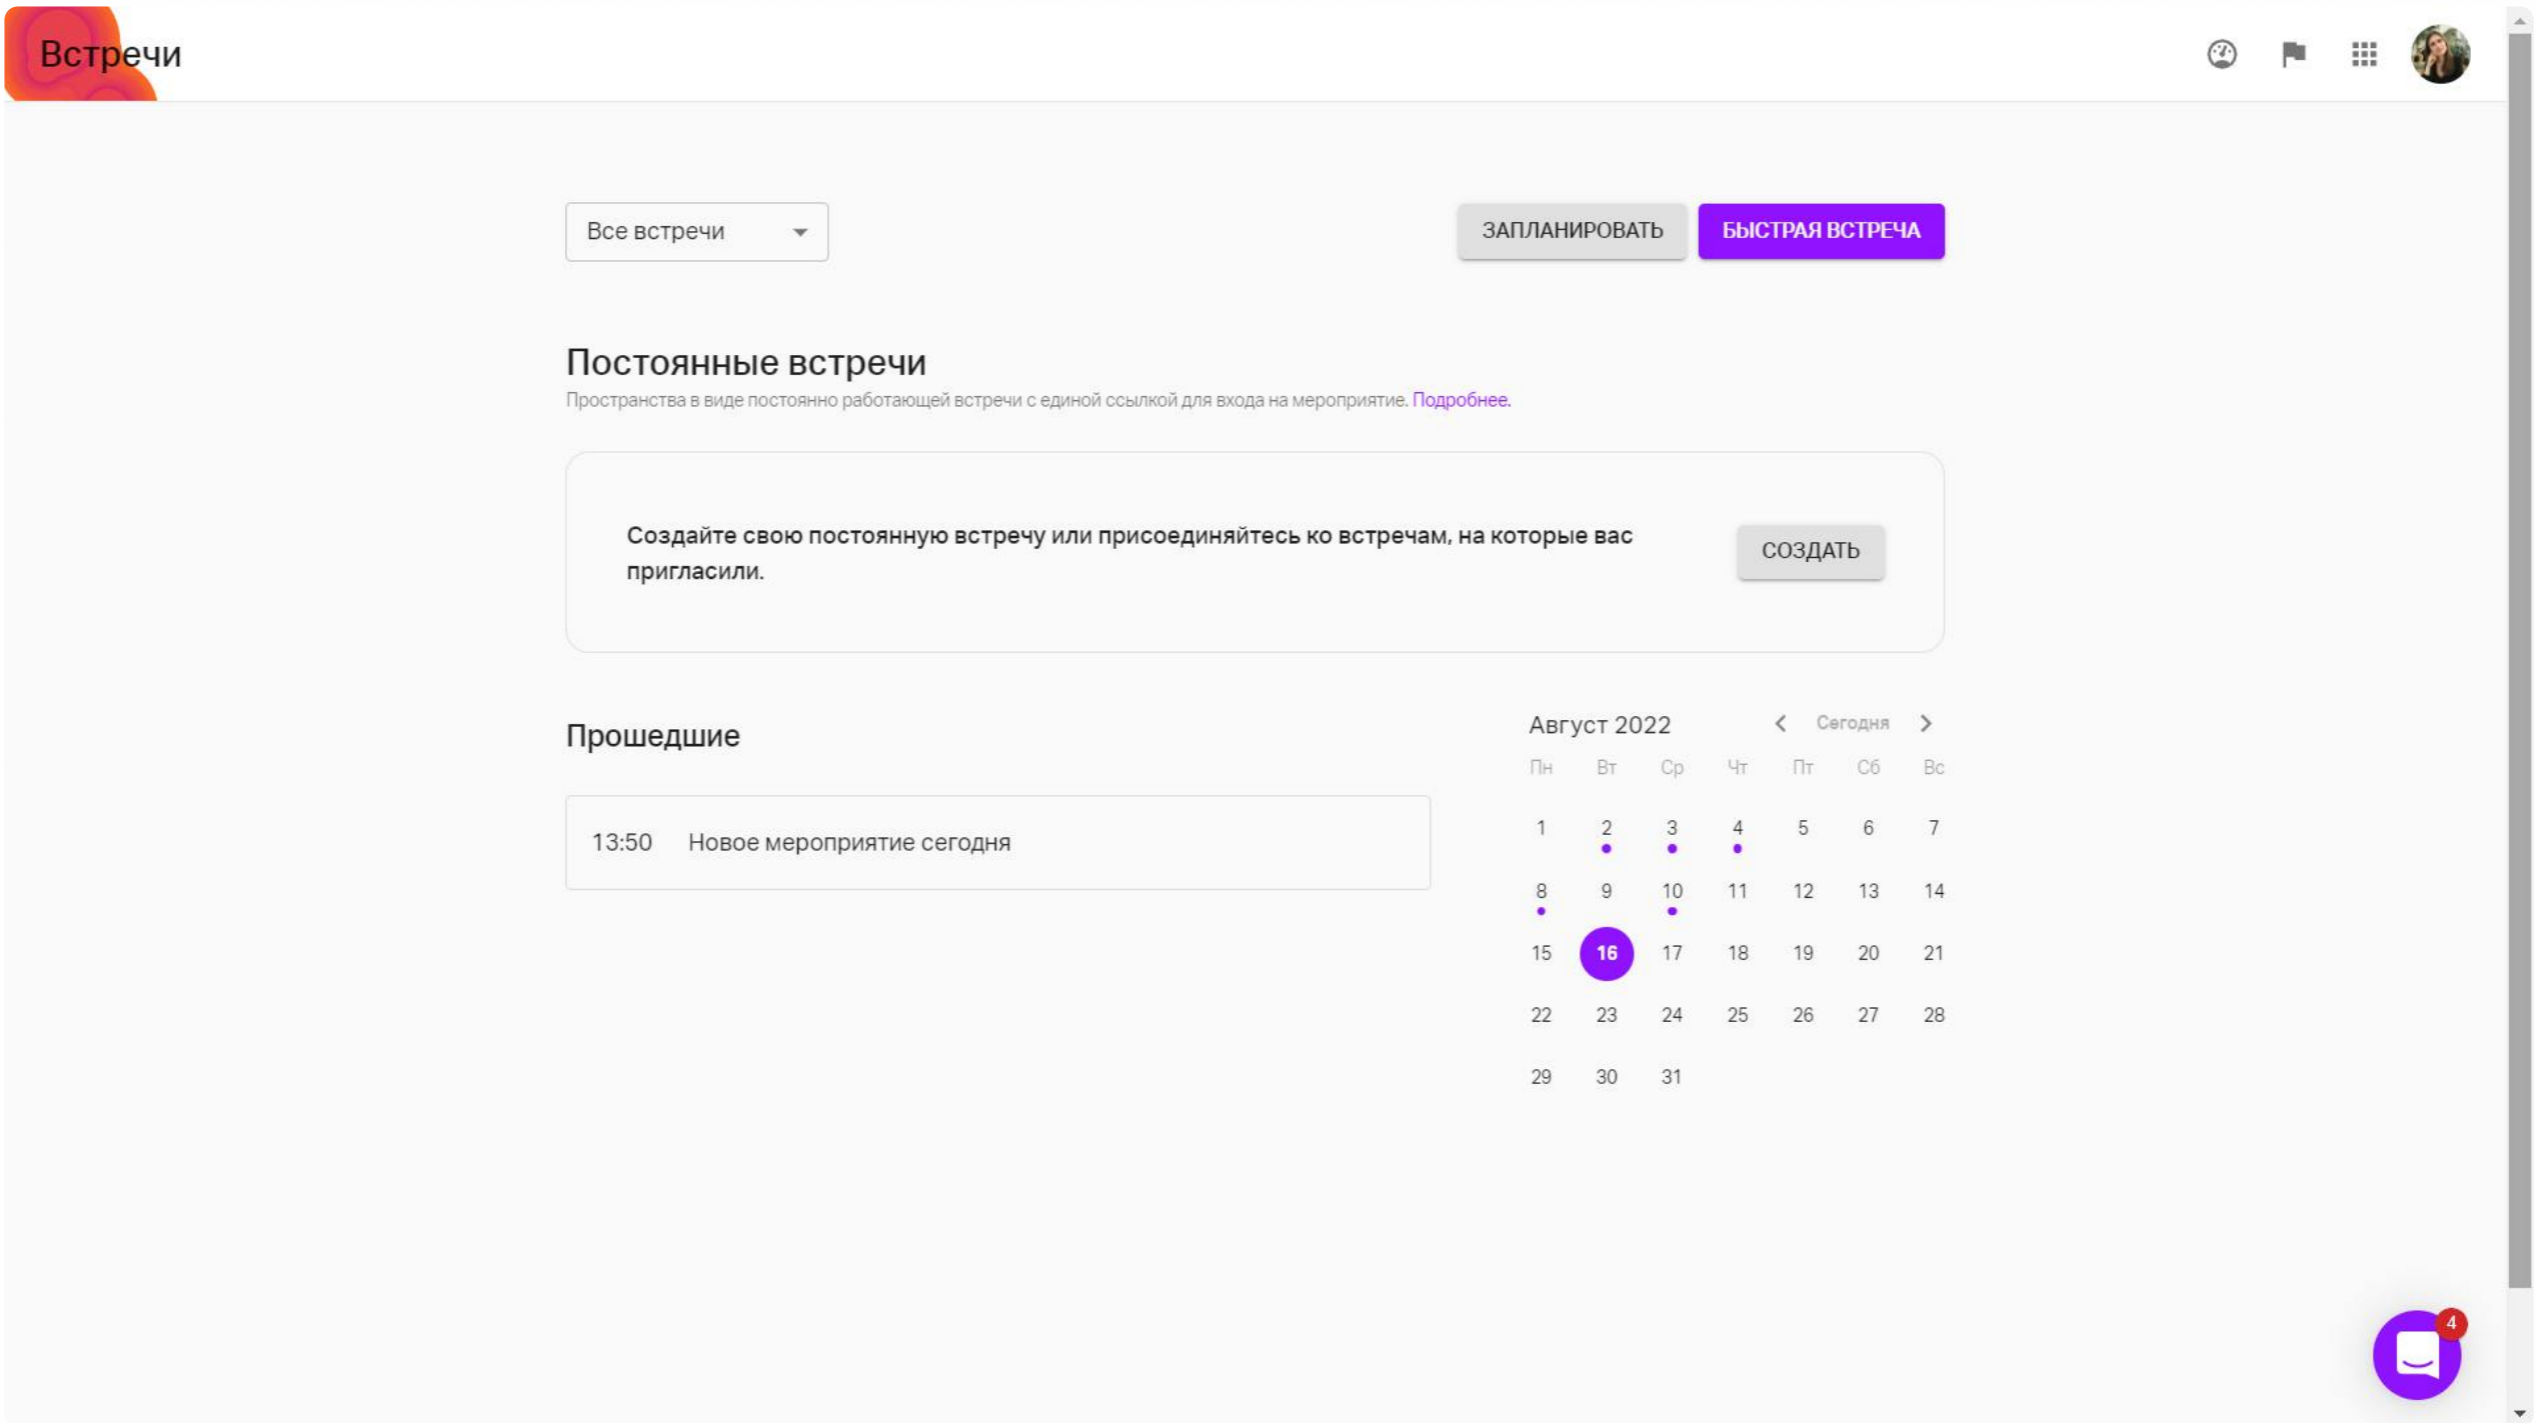 Встречи
Все встречи
ЗАПЛАНИРОВАТЬ
БЫСТРАЯ ВСТРЕЧА
Постоянные встречи
Пространства в виде постоянно работающей встречи с единой ссылкой для входа на мероприятие. Подробнее.
Создайте свою постоянную встречу или присоединяйтесь ко встречам, на которые вас
пригласили.
СОЗДАТЬ
Прошедшие
13:50 Новое мероприятие сегодня
Август 2022 Сегодня
Пн Вт Ср Чт Пт Сб Вс
1 2 3 4 5 6 7
8 9 10 11 12 13 14
15 16 17 18 19 20 21
22 23 24 25 26 27 28
29 30 31
4